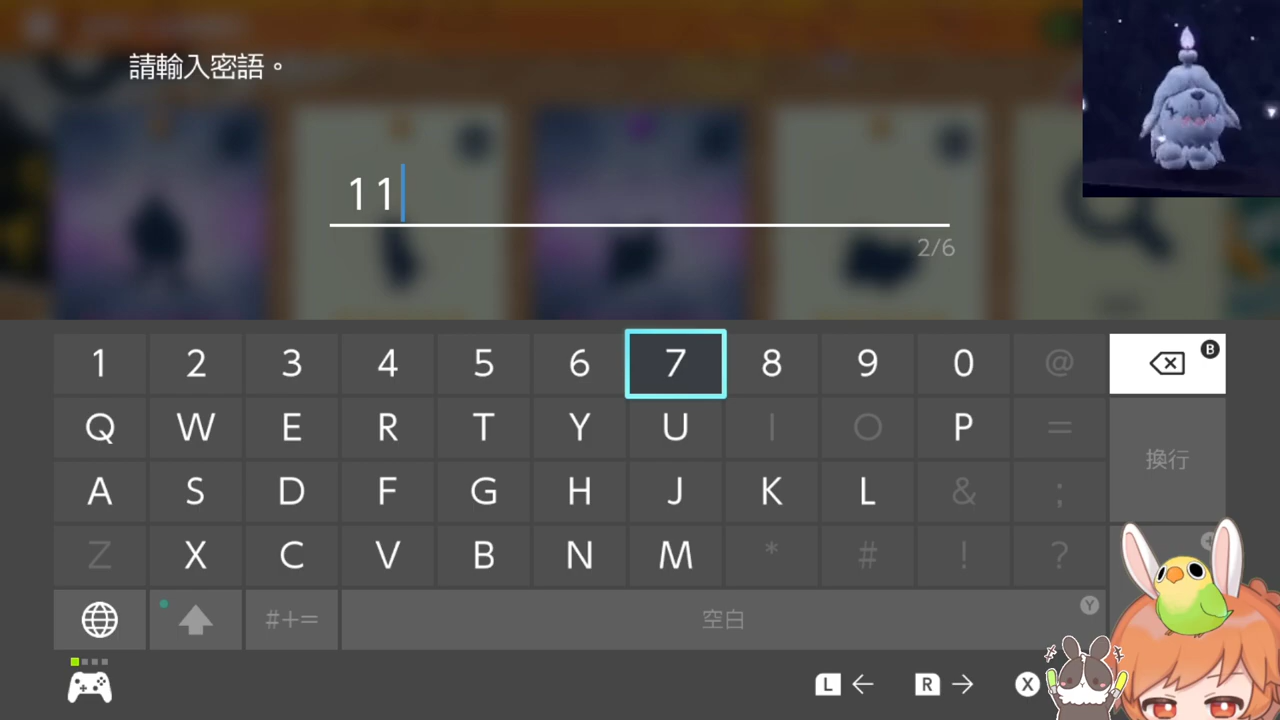 請輸入密語。
11
2/6
1 2 3 4 5 6 7 8 9 0 @
B
Q W E R T Y U I O P =
換行
A S D F G H J K L & ;
Z X C V B N M * # ! ?
#+= 空白 Y
L ← R → X